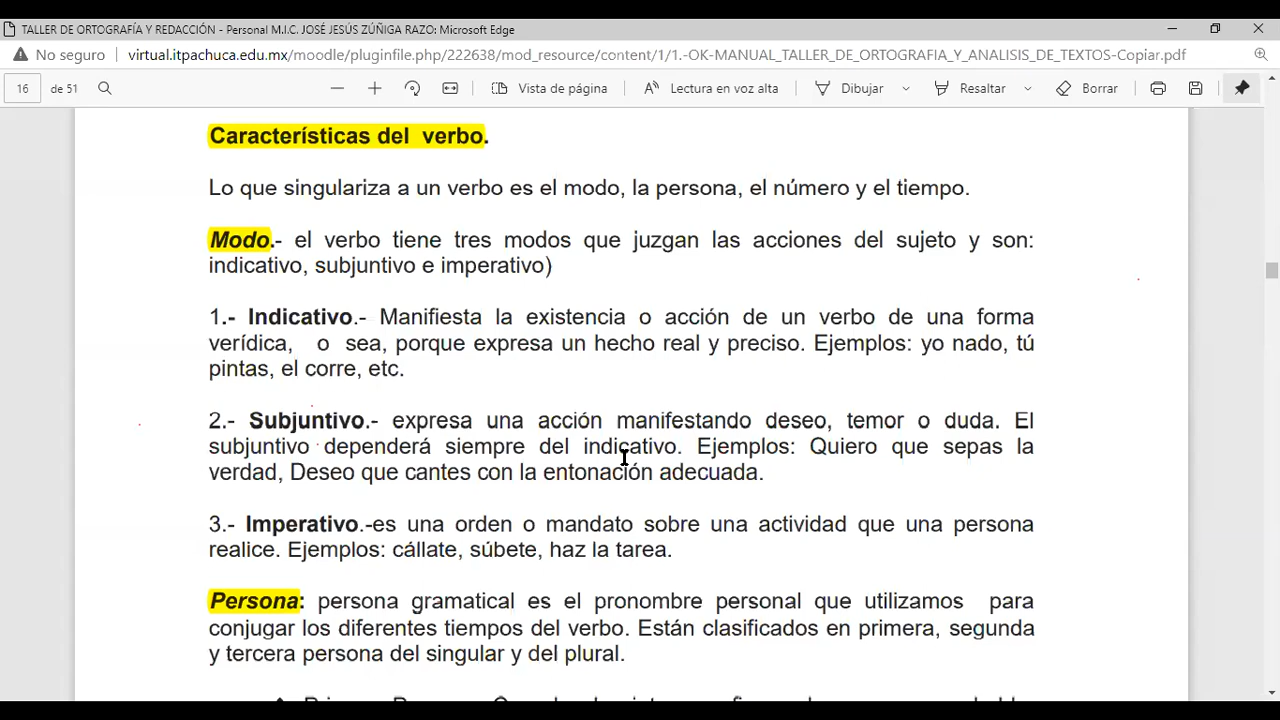 TALLER DE ORTOGRAFÍA Y REDACCIÓN - Personal M.I.C. JOSÉ JESÚS ZÚÑIGA RAZO: Microsoft Edge
No seguro virtual.itpachuca.edu.mx/moodle/pluginfile.php/222638/mod_resource/content/1/1.-OK-MANUAL_TALLER_DE_ORTOGRAFIA_Y_ANALISIS_DE_TEXTOS-Copiar.pdf
16 de 51 Vista de página Lectura en voz alta Dibujar Resaltar Borrar
Características del verbo.
Lo que singulariza a un verbo es el modo, la persona, el número y el tiempo.
Modo.- el verbo tiene tres modos que juzgan las acciones del sujeto y son:
indicativo, subjuntivo e imperativo)
1.- Indicativo.- Manifiesta la existencia o acción de un verbo de una forma
verídica, o sea, porque expresa un hecho real y preciso. Ejemplos: yo nado, tú
pintas, el corre, etc.
2.- Subjuntivo.- expresa una acción manifestando deseo, temor o duda. El
subjuntivo dependerá siempre del indicativo. Ejemplos: Quiero que sepas la
verdad, Deseo que cantes con la entonación adecuada.
3.- Imperativo.-es una orden o mandato sobre una actividad que una persona
realice. Ejemplos: cállate, súbete, haz la tarea.
Persona: persona gramatical es el pronombre personal que utilizamos para
conjugar los diferentes tiempos del verbo. Están clasificados en primera, segunda
y tercera persona del singular y del plural.